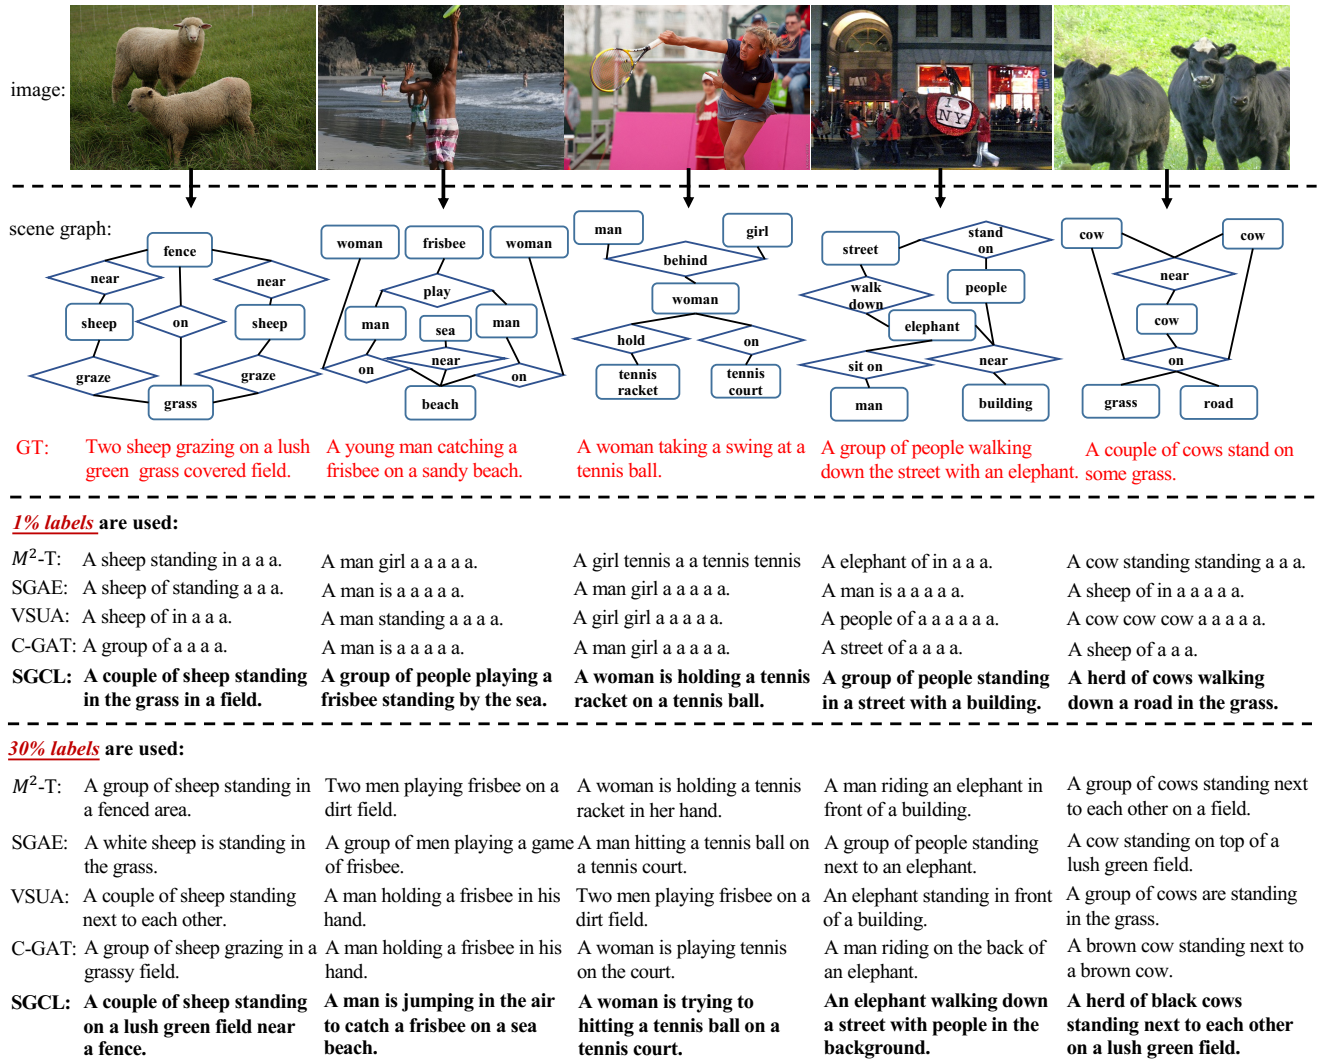 image:
I ♥ NY
scene graph:
fence
near
near
sheep
on
sheep
graze
graze
grass
woman
frisbee
woman
play
man
sea
man
near
on
on
beach
man
girl
behind
woman
hold
on
tennis racket
tennis court
street
stand on
walk down
people
elephant
near
sit on
man
building
cow
cow
near
cow
on
grass
road
GT:
Two sheep grazing on a lush
green grass covered field.
A young man catching a
frisbee on a sandy beach.
A woman taking a swing at a
tennis ball.
A group of people walking
down the street with an elephant.
A couple of cows stand on
some grass.
1% labels are used:
M²-T: A sheep standing in a a a.
A man girl a a a a a.
A girl tennis a a tennis tennis
A elephant of in a a a.
A cow standing standing a a a.
SGAE: A sheep of standing a a a.
A man is a a a a a.
A man girl a a a a a.
A man is a a a a a.
A sheep of in a a a a a.
VSUA: A sheep of in a a a.
A man standing a a a a.
A girl girl a a a a a.
A people of a a a a a a.
A cow cow cow a a a a a.
C-GAT: A group of a a a a.
A man is a a a a a.
A man girl a a a a a.
A street of a a a a.
A sheep of a a a.
SGCL: A couple of sheep standing
in the grass in a field.
A group of people playing a
frisbee standing by the sea.
A woman is holding a tennis
racket on a tennis ball.
A group of people standing
in a street with a building.
A herd of cows walking
down a road in the grass.
30% labels are used:
M²-T: A group of sheep standing in
a fenced area.
Two men playing frisbee on a
dirt field.
A woman is holding a tennis
racket in her hand.
A man riding an elephant in
front of a building.
A group of cows standing next
to each other on a field.
SGAE: A white sheep is standing in
the grass.
A group of men playing a game
of frisbee.
A man hitting a tennis ball on
a tennis court.
A group of people standing
next to an elephant.
A cow standing on top of a
lush green field.
VSUA: A couple of sheep standing
next to each other.
A man holding a frisbee in his
hand.
Two men playing frisbee on a
dirt field.
An elephant standing in front
of a building.
A group of cows are standing
in the grass.
C-GAT: A group of sheep grazing in a
grassy field.
A man holding a frisbee in his
hand.
A woman is playing tennis
on the court.
A man riding on the back of
an elephant.
A brown cow standing next to
a brown cow.
SGCL: A couple of sheep standing
on a lush green field near
a fence.
A man is jumping in the air
to catch a frisbee on a sea
beach.
A woman is trying to
hitting a tennis ball on a
tennis court.
An elephant walking down
a street with people in the
background.
A herd of black cows
standing next to each other
on a lush green field.